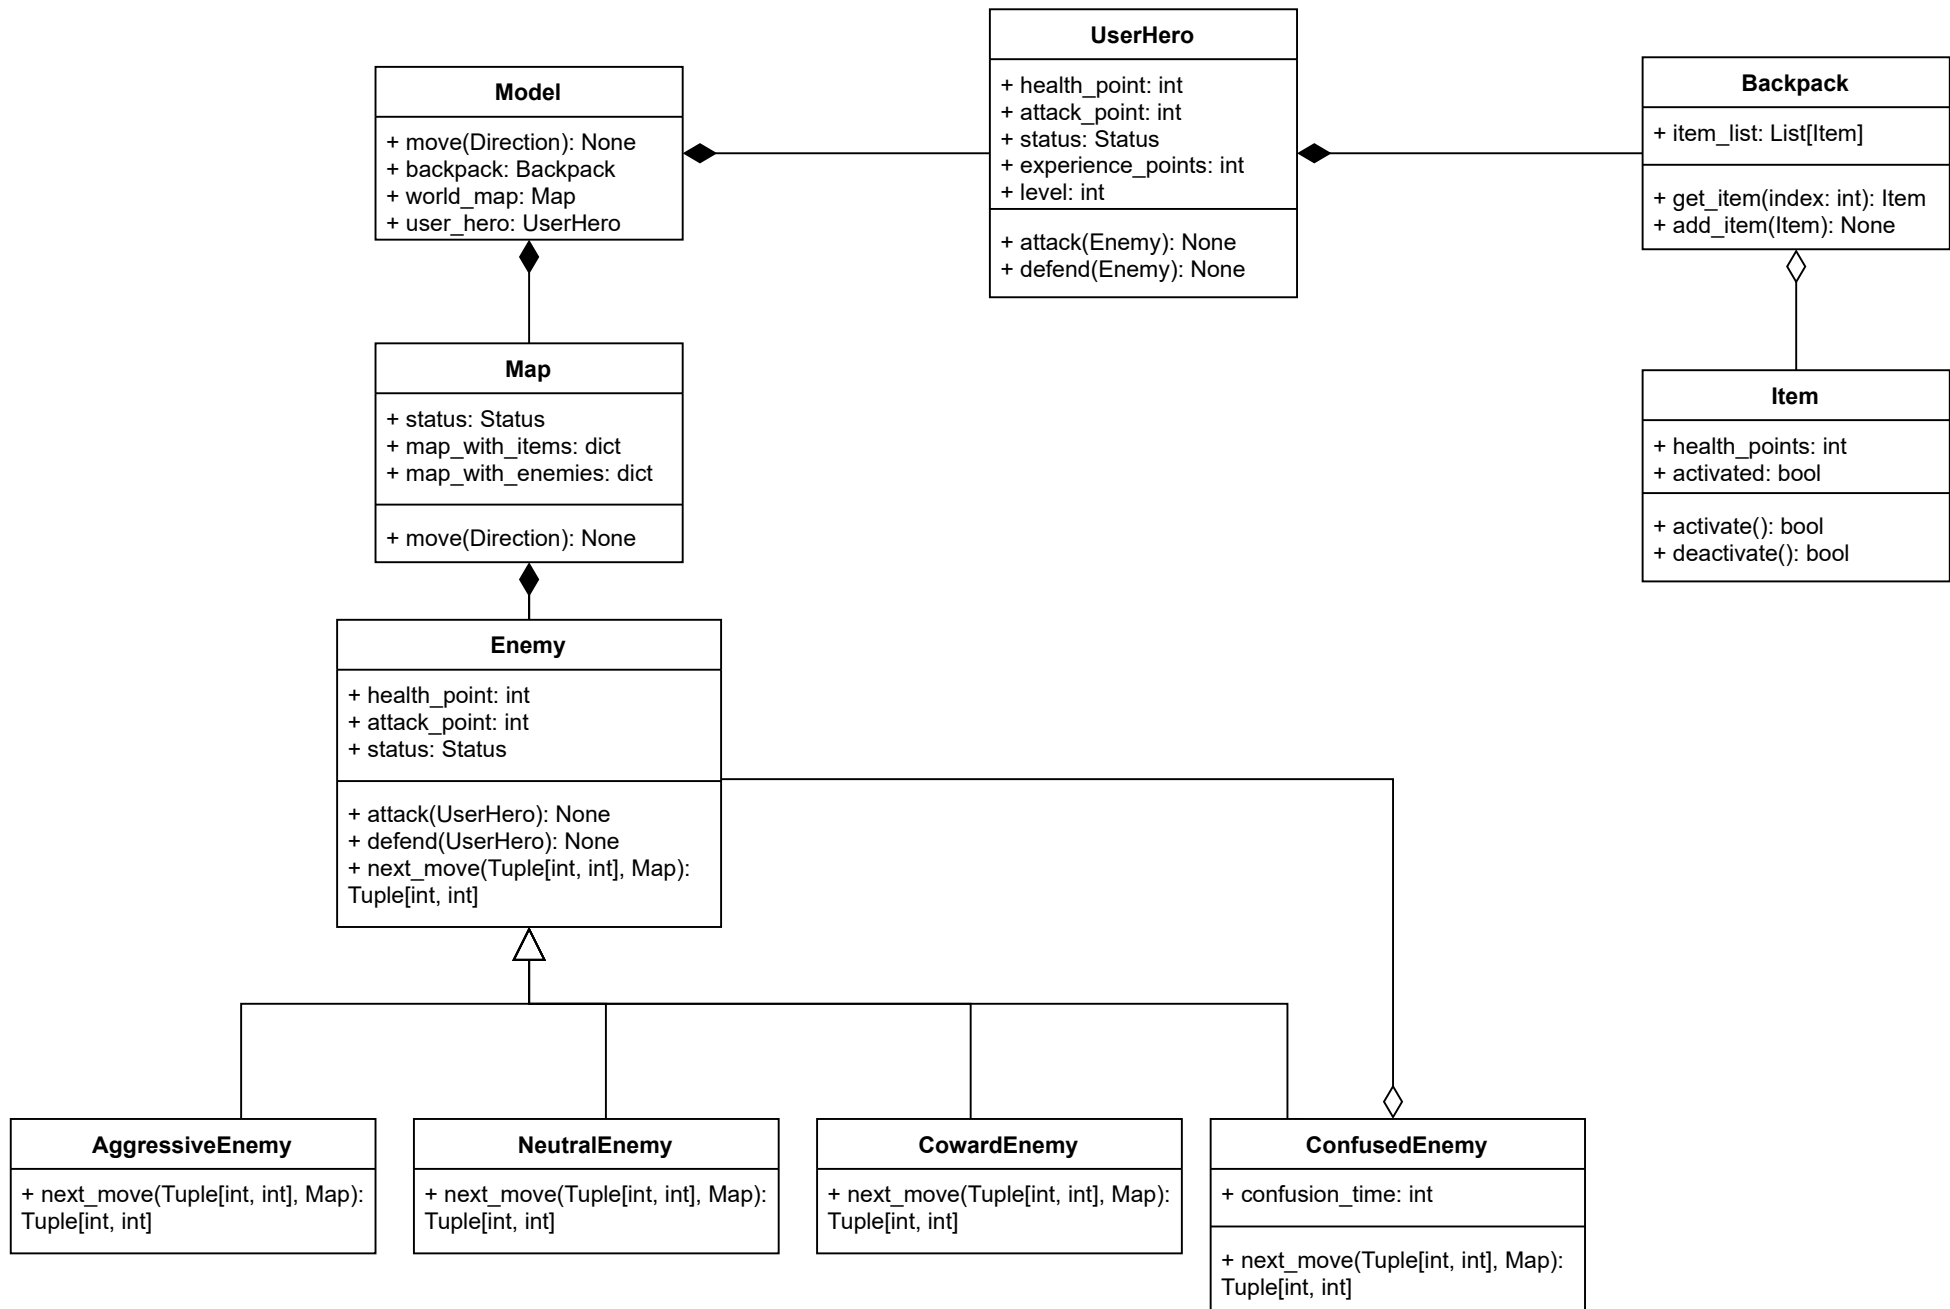 UserHero
+ health_point: int
+ attack_point: int
+ status: Status
+ experience_points: int
+ level: int
+ attack(Enemy): None
+ defend(Enemy): None
Model
+ move(Direction): None
+ backpack: Backpack
+ world_map: Map
+ user_hero: UserHero
Backpack
+ item_list: List[Item]
+ get_item(index: int): Item
+ add_item(Item): None
Map
+ status: Status
+ map_with_items: dict
+ map_with_enemies: dict
+ move(Direction): None
Item
+ health_points: int
+ activated: bool
+ activate(): bool
+ deactivate(): bool
Enemy
+ health_point: int
+ attack_point: int
+ status: Status
+ attack(UserHero): None
+ defend(UserHero): None
+ next_move(Tuple[int, int], Map):
Tuple[int, int]
AggressiveEnemy
+ next_move(Tuple[int, int], Map):
Tuple[int, int]
NeutralEnemy
+ next_move(Tuple[int, int], Map):
Tuple[int, int]
CowardEnemy
+ next_move(Tuple[int, int], Map):
Tuple[int, int]
ConfusedEnemy
+ confusion_time: int
+ next_move(Tuple[int, int], Map):
Tuple[int, int]